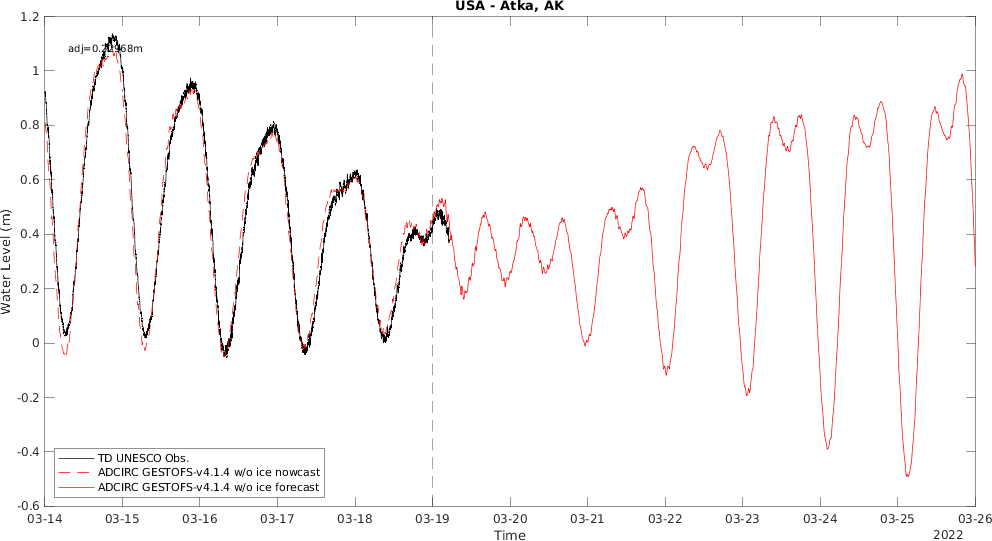 USA - Atka, AK
Water Level (m)
1.2
1
0.8
0.6
0.4
0.2
0
-0.2
-0.4
-0.6
TD UNESCO Obs.
ADCIRC GESTOFS-v4.1.4 w/o ice nowcast
ADCIRC GESTOFS-v4.1.4 w/o ice forecast
03-14 03-15 03-16 03-17 03-18 03-19 03-20 03-21 03-22 03-23 03-24 03-25 03-26
Time
2022